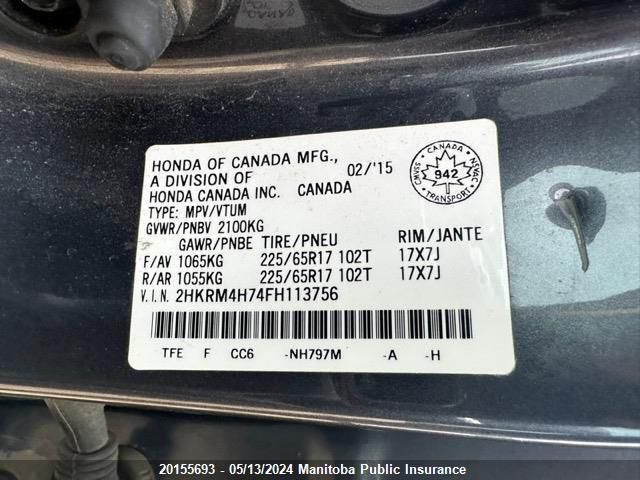 HONDA OF CANADA MFG.,
A DIVISION OF 02/'15
HONDA CANADA INC. CANADA
TYPE: MPV/VTUM
GVWR/PNBV 2100KG
GAWR/PNBE TIRE/PNEU RIM/JANTE
F/AV 1065KG 225/65R17 102T 17X7J
R/AR 1055KG 225/65R17 102T 17X7J
V.I.N. 2HKRM4H74FH113756
TFE F CC6 -NH797M -A -H
CANADA
CMVSS 942 NSVAC
TRANSPORT
20155693 - 05/13/2024 Manitoba Public Insurance